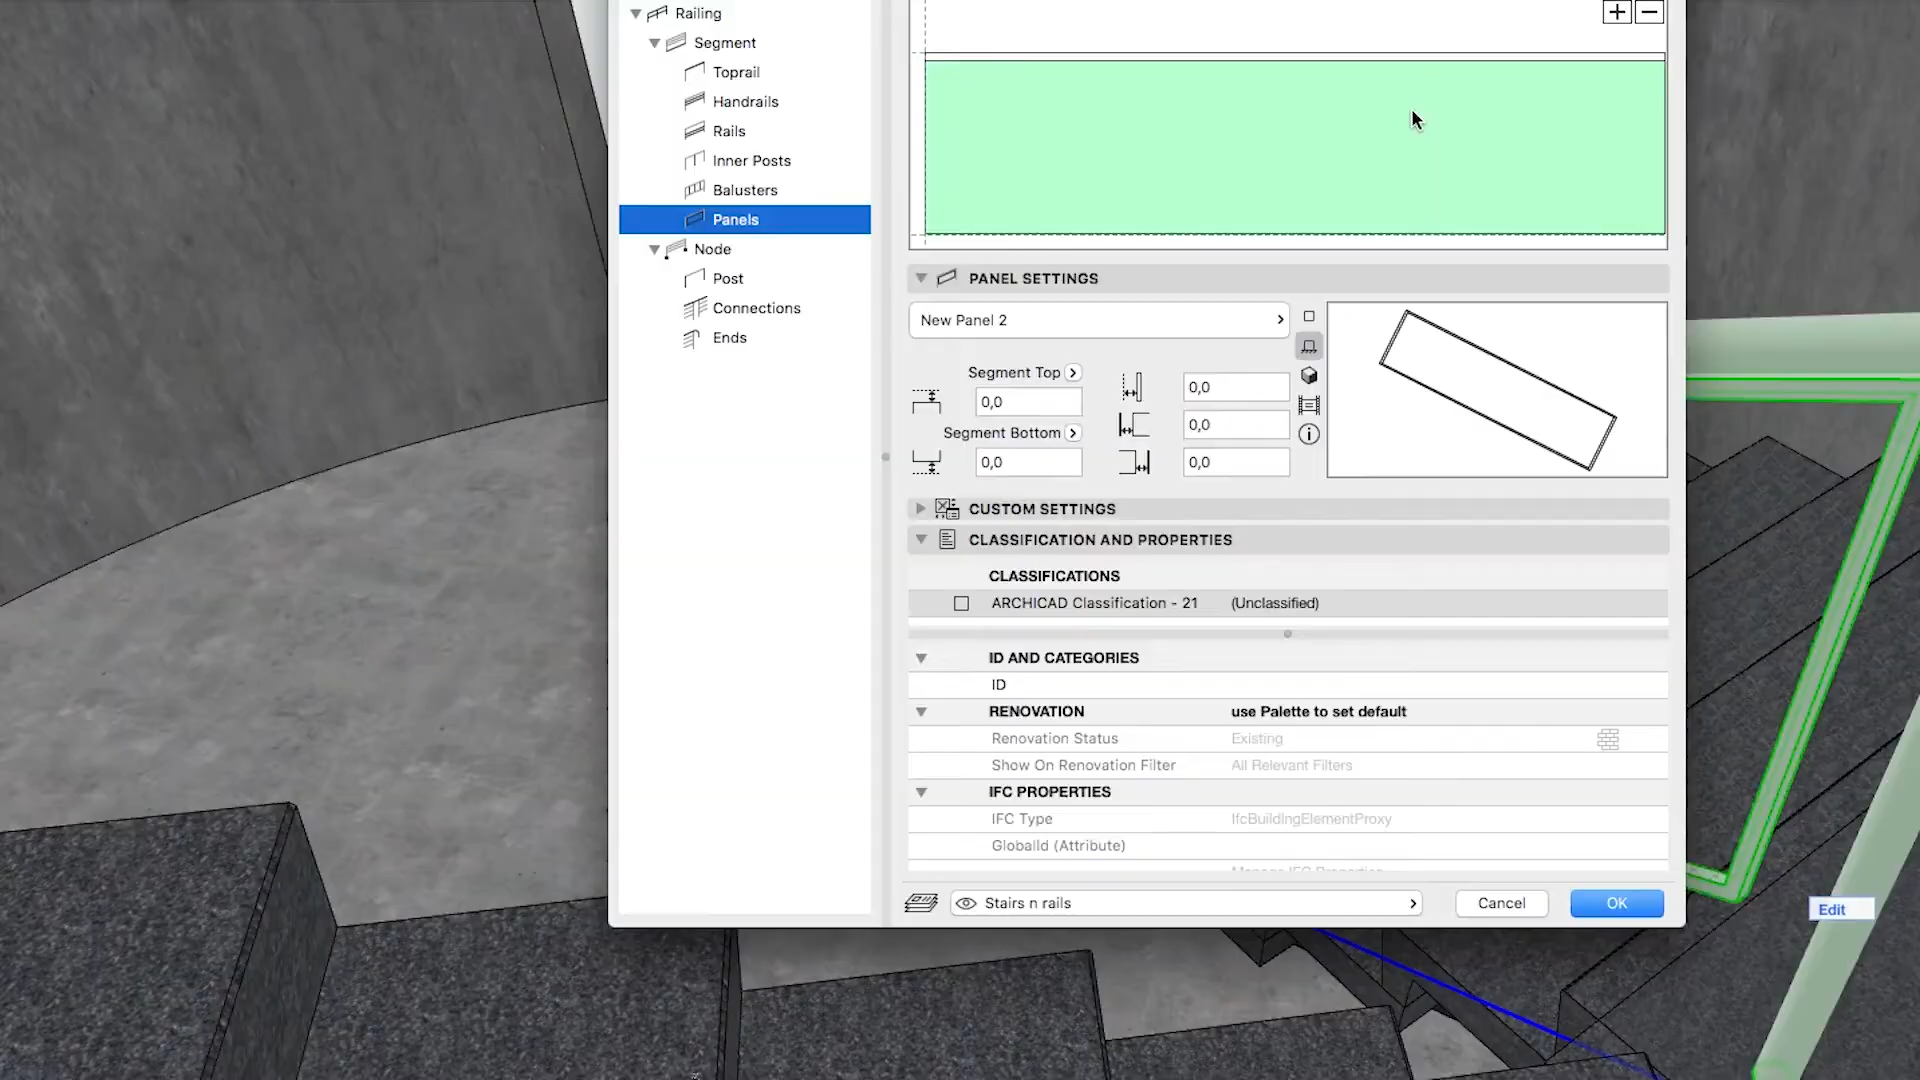 Railing
Segment
Toprail
Handrails
Rails
Inner Posts
Balusters
Panels
Node
Post
Connections
Ends
PANEL SETTINGS
New Panel 2
Segment Top
0,0
0,0
Segment Bottom
0,0
0,0
0,0
CUSTOM SETTINGS
CLASSIFICATION AND PROPERTIES
CLASSIFICATIONS
ARCHICAD Classification - 21 (Unclassified)
ID AND CATEGORIES
ID
RENOVATION use Palette to set default
Renovation Status Existing
Show On Renovation Filter All Relevant Filters
IFC PROPERTIES
IFC Type IfcBuildingElementProxy
GlobalId (Attribute)
Stairs n rails
Cancel
OK
Edit